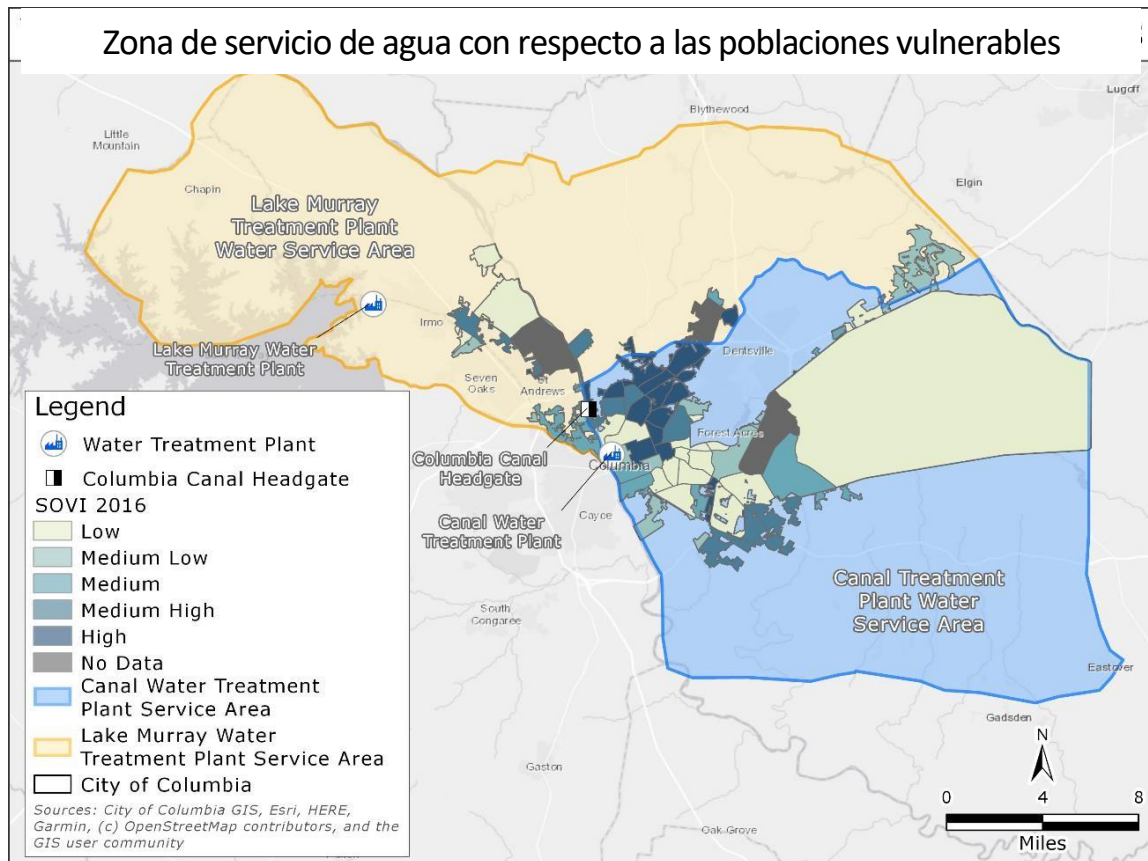 Zona de servicio de agua con respecto a las poblaciones vulnerables
Lugoff
Blythewood
Little
Mountain
Elgin
Chapin
Lake Murray
Treatment Plant
Water Service Area
Irmo
Lake Murray Water
Treatment Plant
Dentsville
Seven
Oaks
St
Andrews
Forest Acres
Columbia
Columbia Canal
Headgate
Cayce
Canal Water
Treatment Plant
Canal Treatment
Plant Water
Service Area
South
Congaree
Eastover
Gadsden
Gaston
Oak Grove
Legend
Water Treatment Plant
Columbia Canal Headgate
SOVI 2016
Low
Medium Low
Medium
Medium High
High
No Data
Canal Water Treatment
Plant Service Area
Lake Murray Water
Treatment Plant Service Area
City of Columbia
Sources: City of Columbia GIS, Esri, HERE,
Garmin, (c) OpenStreetMap contributors, and the
GIS user community
N
0 4 8
Miles